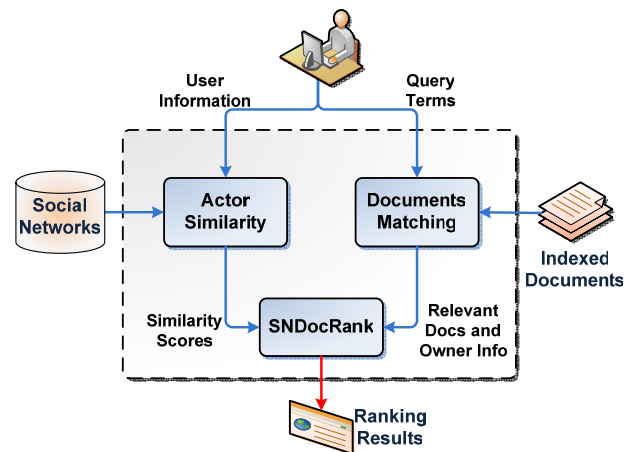 User
Information
Query
Terms
Social
Networks
Actor
Similarity
Documents
Matching
Indexed
Documents
Similarity
Scores
SNDocRank
Relevant
Docs and
Owner Info
Ranking
Results